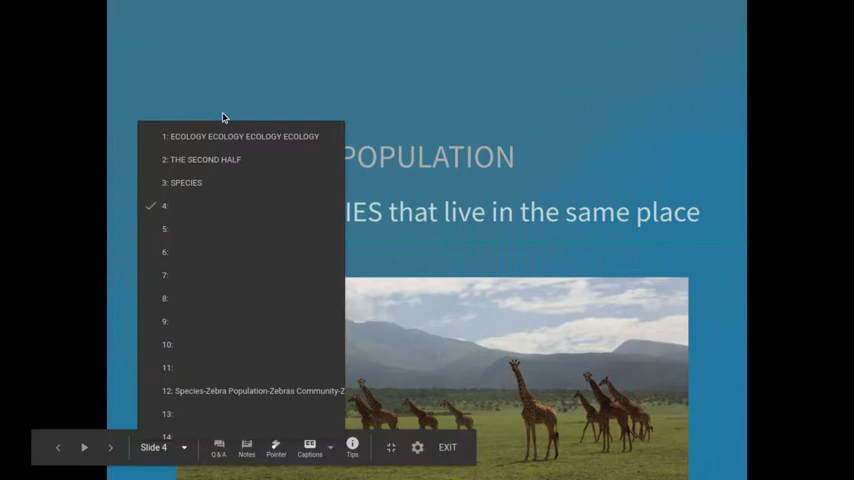 1: ECOLOGY ECOLOGY ECOLOGY ECOLOGY
2: THE SECOND HALF
3: SPECIES
4:
5:
6:
7:
8:
9:
10:
11:
12: Species-Zebra Population-Zebras Community-Z
13:
14
POPULATION
IES that live in the same place
Slide 4
Q & A
Notes
Pointer
Captions
Tips
EXIT